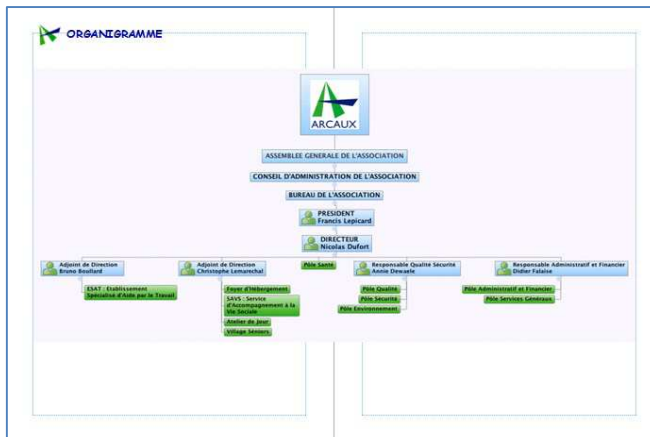 ORGANIGRAMME
ARCAUX
ASSEMBLEE GENERALE DE L'ASSOCIATION
CONSEIL D'ADMINISTRATION DE L'ASSOCIATION
BUREAU DE L'ASSOCIATION
PRESIDENT
Francis Lepicard
DIRECTEUR
Nicolas Dufort
Adjoint de Direction
Bruno Boullard
ESAT : Etablissement
Spécialisé d'Aide par le Travail
Adjoint de Direction
Christophe Lemarechal
Foyer d'Hébergement
SAVS : Service
d'Accompagnement à la
Vie Sociale
Atelier de Jour
Village Séniors
Pôle Santé
Responsable Qualité Sécurité
Annie Dewaele
Pôle Qualité
Pôle Sécurité
Pôle Environnement
Responsable Administratif et Financier
Didier Falaise
Pôle Administratif et Financier
Pôle Services Généraux